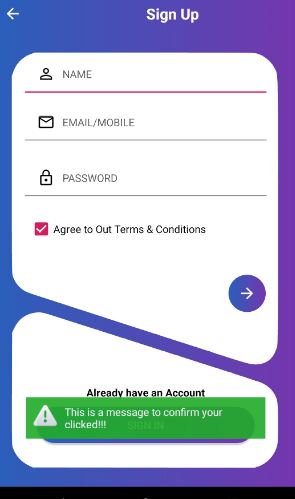 Sign Up
NAME
EMAIL/MOBILE
PASSWORD
Agree to Out Terms & Conditions
Already have an Account
This is a message to confirm your
clicked!!!
SIGN IN